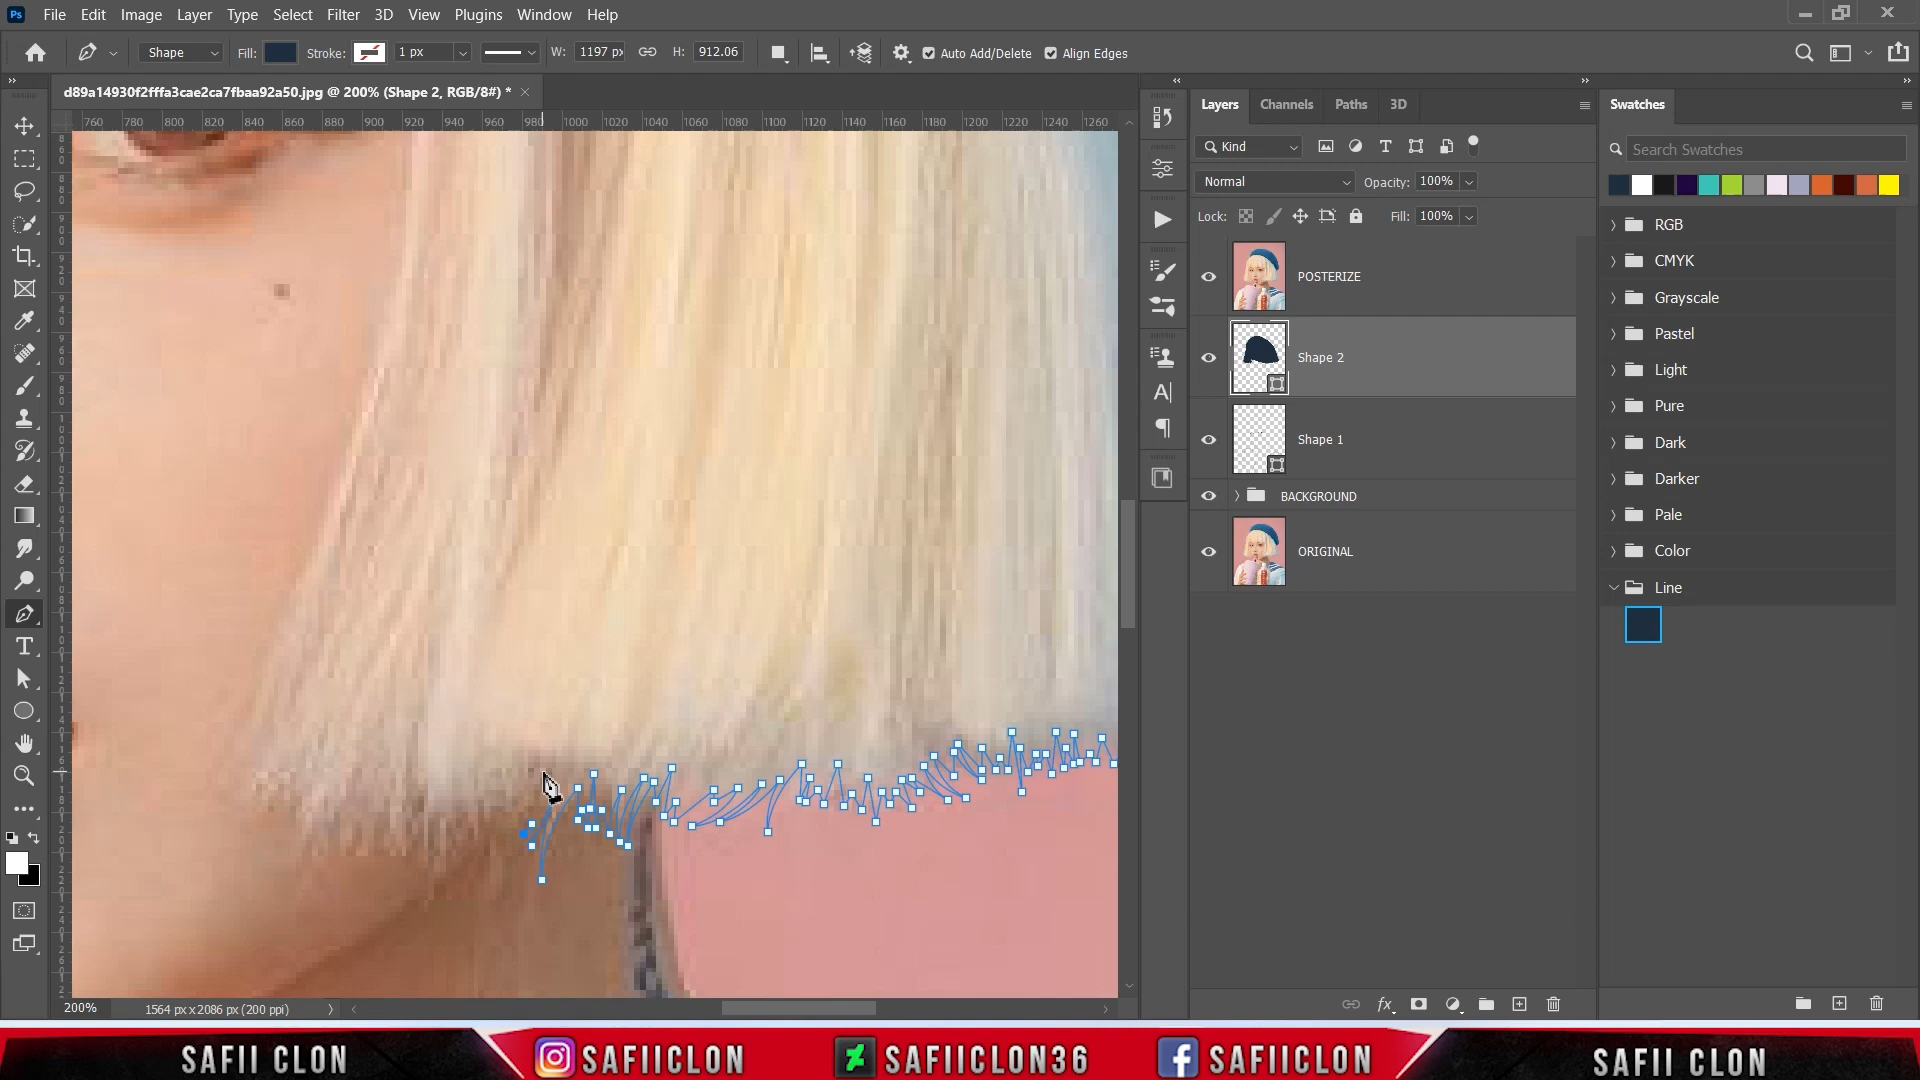 Ps File Edit Image Layer Type Select Filter 3D View Plugins Window Help
Shape Fill: Stroke: 1 px W: 1197 px H: 912.06 Auto Add/Delete Align Edges
d89a14930f2fffa3cae2ca7fbaa92a50.jpg @ 200% (Shape 2, RGB/8#) *
760 780 800 820 840 860 880 900 920 940 960 980 1000 1020 1040 1060 1080 1100 1120 1140 1160 1180 1200 1220 1240 1260
Layers Channels Paths 3D
Kind
Normal Opacity: 100%
Lock: Fill: 100%
POSTERIZE
Shape 2
Shape 1
BACKGROUND
ORIGINAL
Swatches
Search Swatches
RGB
CMYK
Grayscale
Pastel
Light
Pure
Dark
Darker
Pale
Color
Line
200% 1564 px x 2086 px (200 ppi)
SAFII CLON SAFIICLON SAFIICLON36 SAFIICLON SAFII CLON